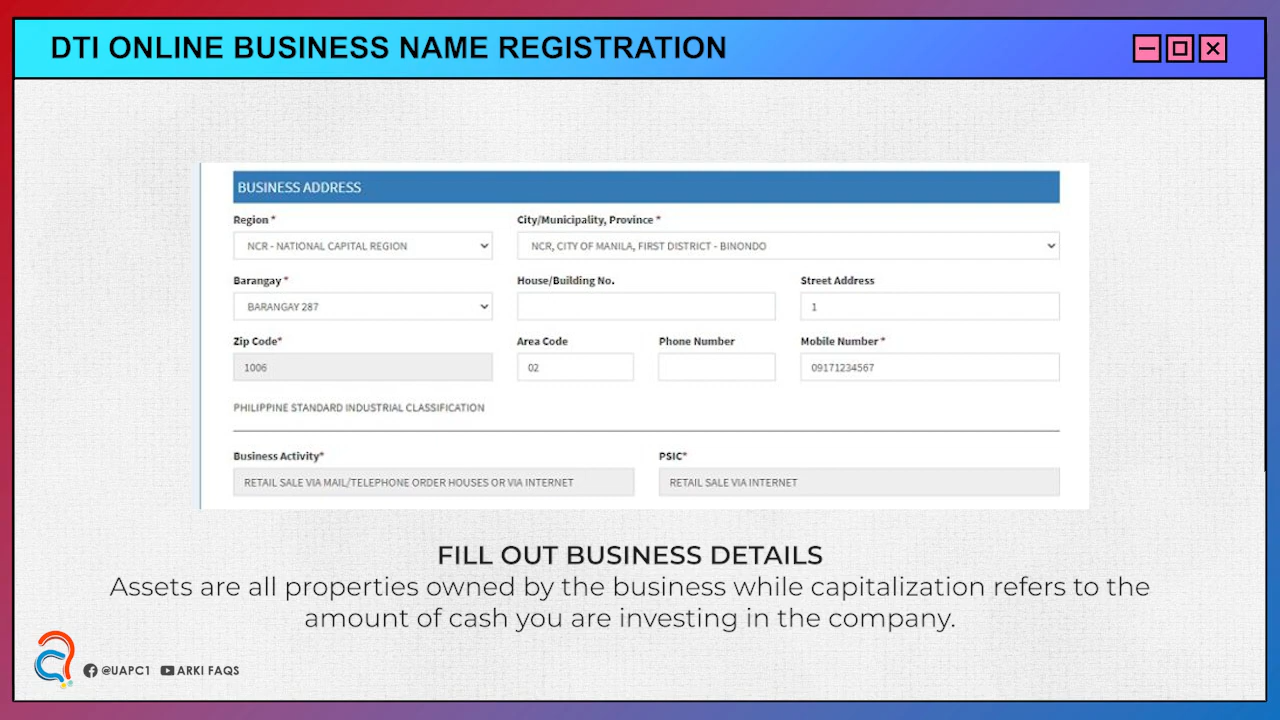 DTI ONLINE BUSINESS NAME REGISTRATION
BUSINESS ADDRESS
Region * City/Municipality, Province *
NCR - NATIONAL CAPITAL REGION NCR, CITY OF MANILA, FIRST DISTRICT - BINONDO
Barangay * House/Building No. Street Address
BARANGAY 287 1
Zip Code* Area Code Phone Number Mobile Number *
1006 02 09171234567
PHILIPPINE STANDARD INDUSTRIAL CLASSIFICATION
Business Activity* PSIC*
RETAIL SALE VIA MAIL/TELEPHONE ORDER HOUSES OR VIA INTERNET RETAIL SALE VIA INTERNET
FILL OUT BUSINESS DETAILS
Assets are all properties owned by the business while capitalization refers to the
amount of cash you are investing in the company.
@UAPC1 ARKI FAQS